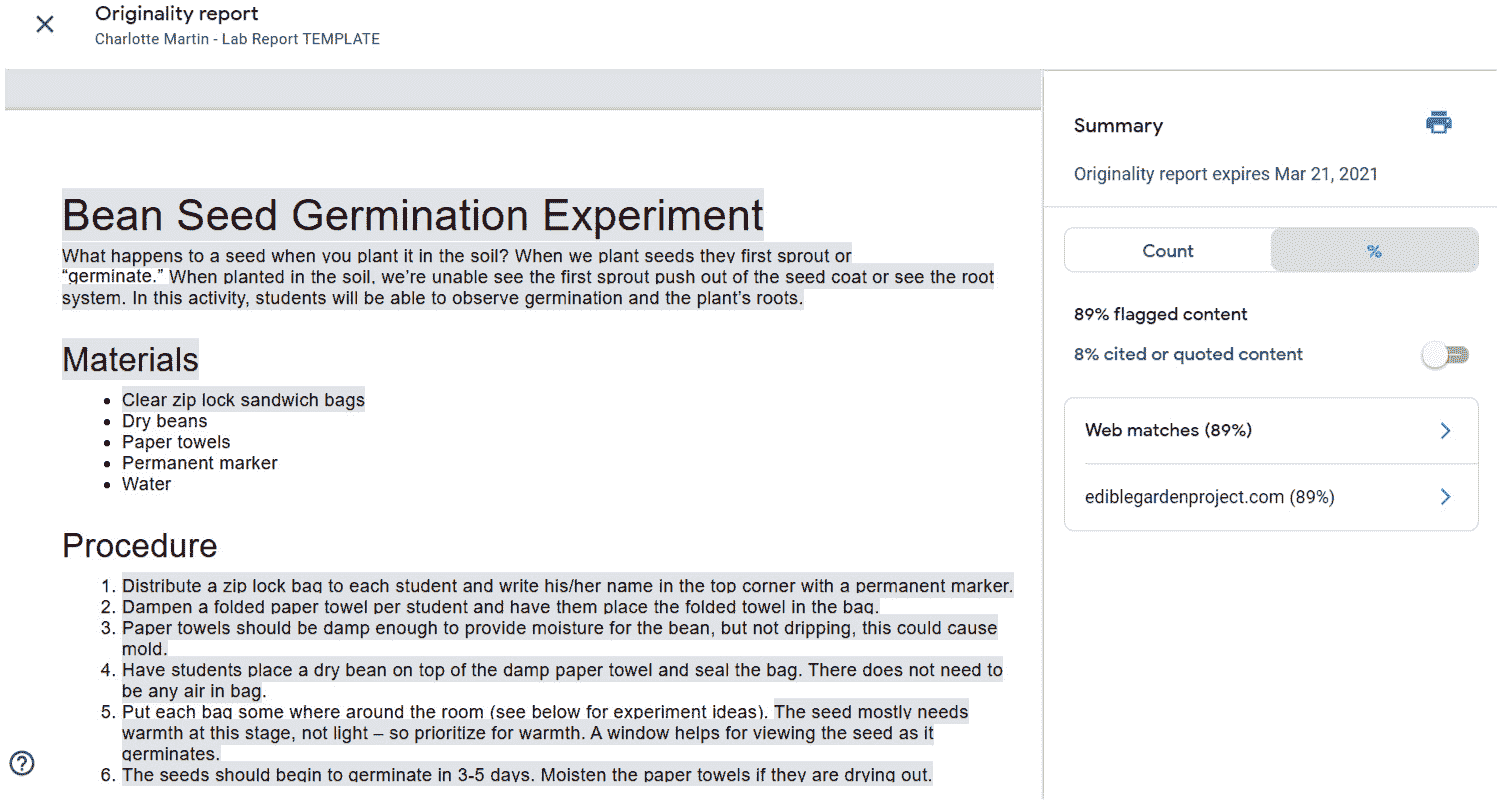 Originality report
Charlotte Martin - Lab Report TEMPLATE
Bean Seed Germination Experiment
What happens to a seed when you plant it in the soil? When we plant seeds they first sprout or
“germinate.” When planted in the soil, we’re unable see the first sprout push out of the seed coat or see the root
system. In this activity, students will be able to observe germination and the plant’s roots.
Materials
• Clear zip lock sandwich bags
• Dry beans
• Paper towels
• Permanent marker
• Water
Procedure
1. Distribute a zip lock bag to each student and write his/her name in the top corner with a permanent marker.
2. Dampen a folded paper towel per student and have them place the folded towel in the bag.
3. Paper towels should be damp enough to provide moisture for the bean, but not dripping, this could cause
mold.
4. Have students place a dry bean on top of the damp paper towel and seal the bag. There does not need to
be any air in bag.
5. Put each bag some where around the room (see below for experiment ideas). The seed mostly needs
warmth at this stage, not light – so prioritize for warmth. A window helps for viewing the seed as it
germinates.
6. The seeds should begin to germinate in 3-5 days. Moisten the paper towels if they are drying out.
Summary
Originality report expires Mar 21, 2021
Count
%
89% flagged content
8% cited or quoted content
Web matches (89%)
ediblegardenproject.com (89%)